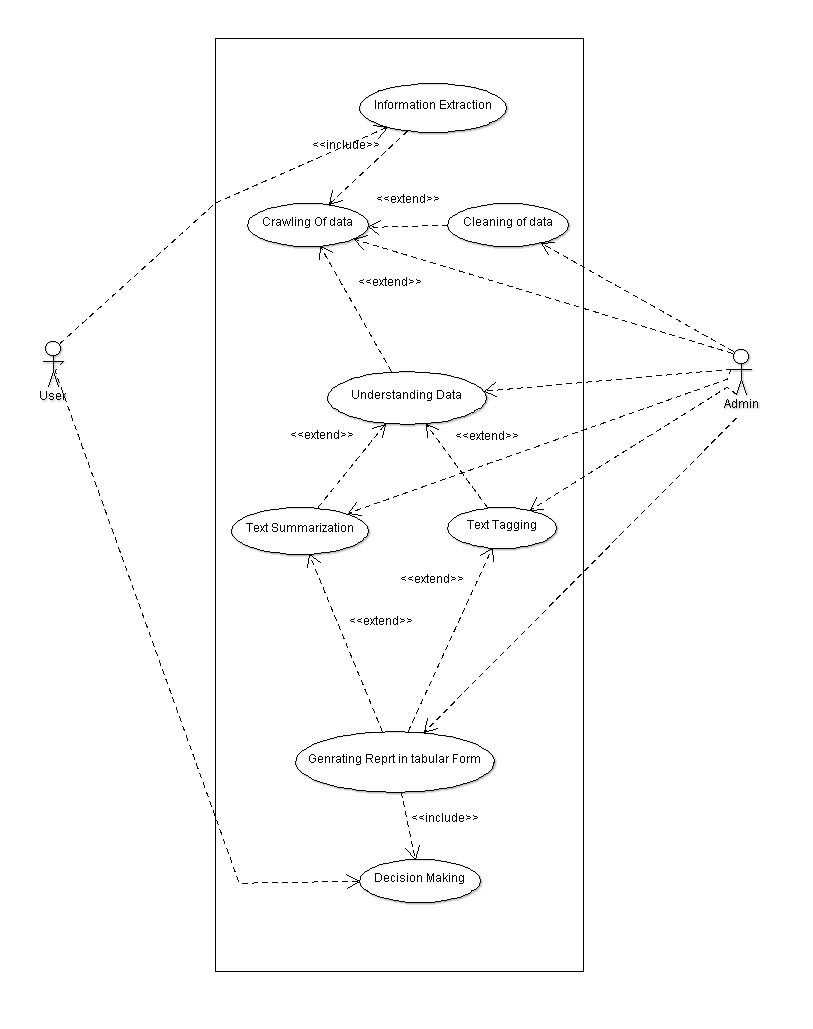 Information Extraction
<<include>>
<<extend>>
Crawling Of data
Cleaning of data
<<extend>>
User
Understanding Data
Admin
<<extend>>
<<extend>>
Text Summarization
Text Tagging
<<extend>>
<<extend>>
Genrating Reprt in tabular Form
<<include>>
Decision Making